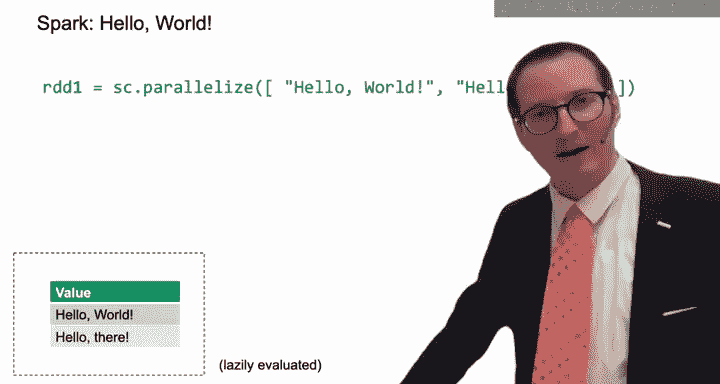 Spark: Hello, World!
rdd1 = sc.parallelize([ "Hello, World!", "Hell ])
Value
Hello, World!
Hello, there!
(lazily evaluated)